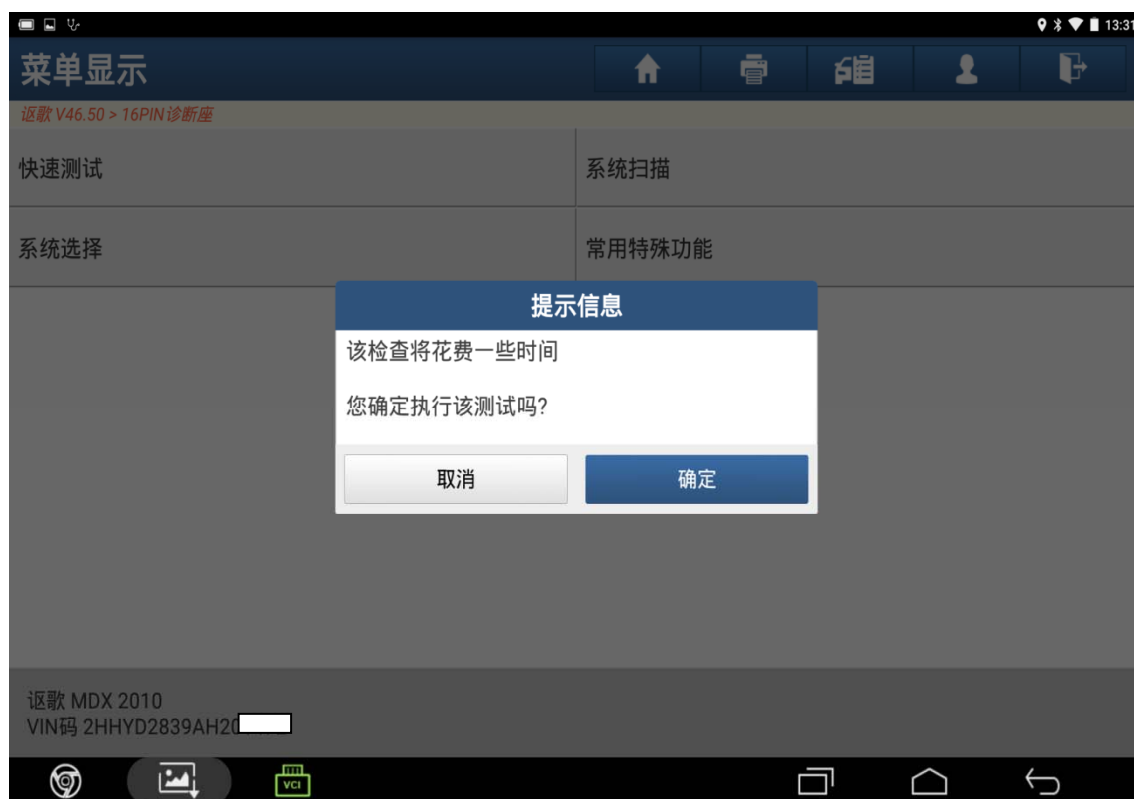 13:31
菜单显示
讴歌 V46.50 > 16PIN诊断座
快速测试
系统扫描
系统选择
常用特殊功能
提示信息
该检查将花费一些时间
您确定执行该测试吗?
取消
确定
讴歌 MDX 2010
VIN码 2HHYD2839AH20
VCI